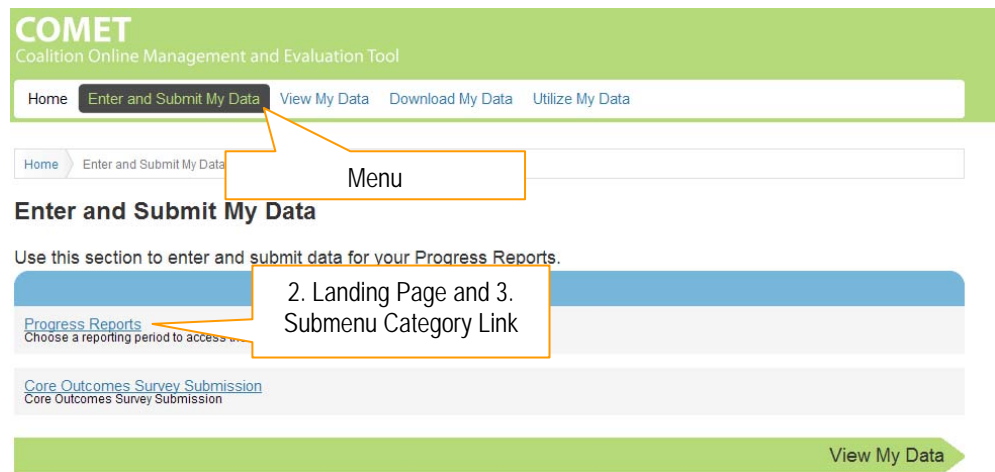 COMET
Coalition Online Management and Evaluation Tool
Home Enter and Submit My Data View My Data Download My Data Utilize My Data
Home Enter and Submit My Data
Menu
Enter and Submit My Data
Use this section to enter and submit data for your Progress Reports.
2. Landing Page and 3.
Submenu Category Link
Progress Reports
Choose a reporting period to access
Core Outcomes Survey Submission
Core Outcomes Survey Submission
View My Data